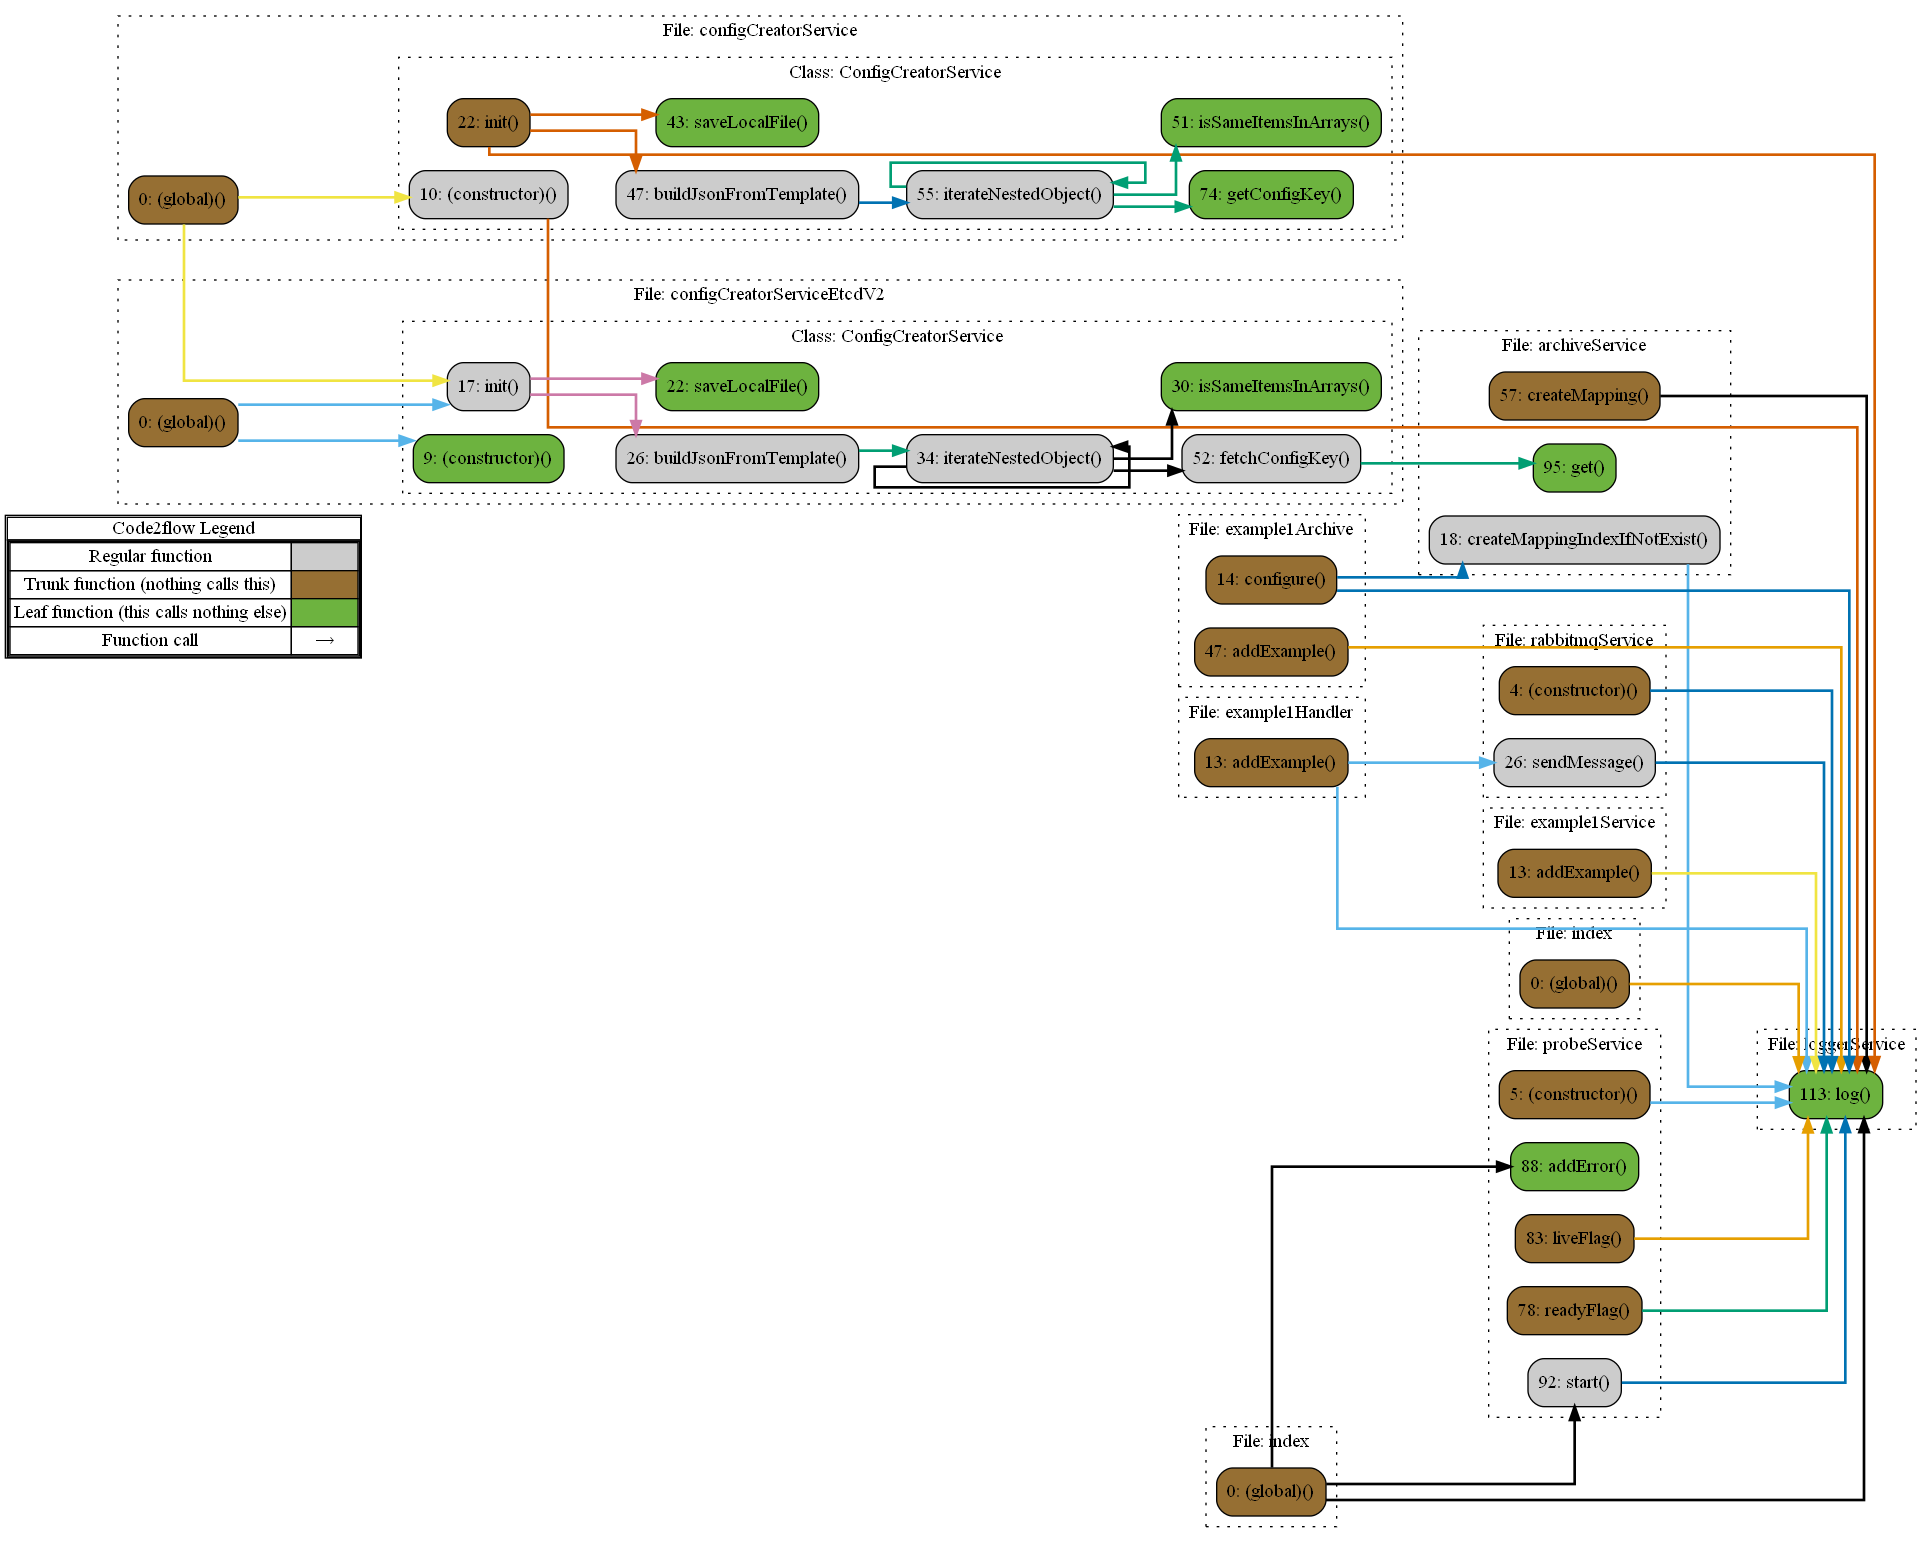 File: configCreatorService
Class: ConfigCreatorService
22: init()
43: saveLocalFile()
51: isSameItemsInArrays()
0: (global)()
10: (constructor)()
47: buildJsonFromTemplate()
55: iterateNestedObject()
74: getConfigKey()
File: configCreatorServiceEtcdV2
Class: ConfigCreatorService
17: init()
22: saveLocalFile()
30: isSameItemsInArrays()
0: (global)()
9: (constructor)()
26: buildJsonFromTemplate()
34: iterateNestedObject()
52: fetchConfigKey()
File: archiveService
57: createMapping()
95: get()
18: createMappingIndexIfNotExist()
Code2flow Legend
Regular function
Trunk function (nothing calls this)
Leaf function (this calls nothing else)
Function call →
File: example1Archive
14: configure()
47: addExample()
File: rabbitmqService
4: (constructor)()
26: sendMessage()
File: example1Handler
13: addExample()
File: example1Service
13: addExample()
File: index
0: (global)()
File: probeService
5: (constructor)()
88: addError()
83: liveFlag()
78: readyFlag()
92: start()
File: loggerService
113: log()
File: index
0: (global)()